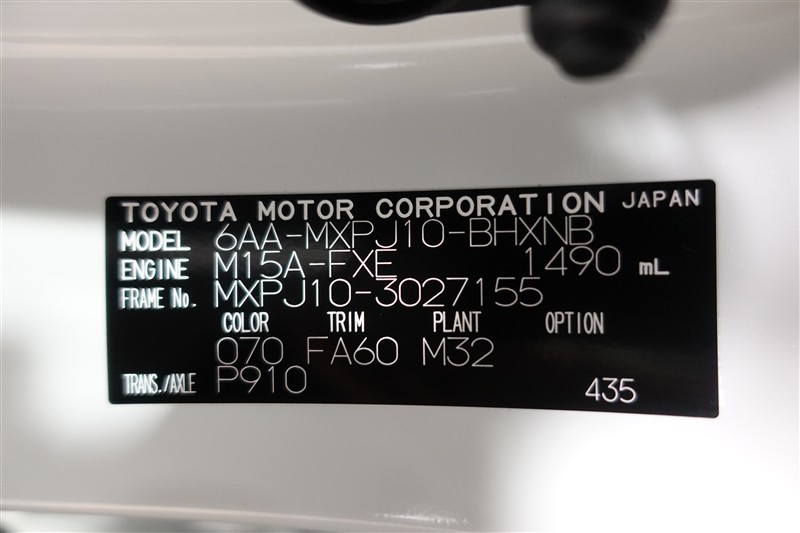 TOYOTA MOTOR CORPORATION JAPAN
MODEL 6AA-MXPJ10-BHXNB
ENGINE M15A-FXE 1490 mL
FRAME No. MXPJ10-3027155
COLOR TRIM PLANT OPTION
070 FA60 M32
TRANS./AXLE P910 435